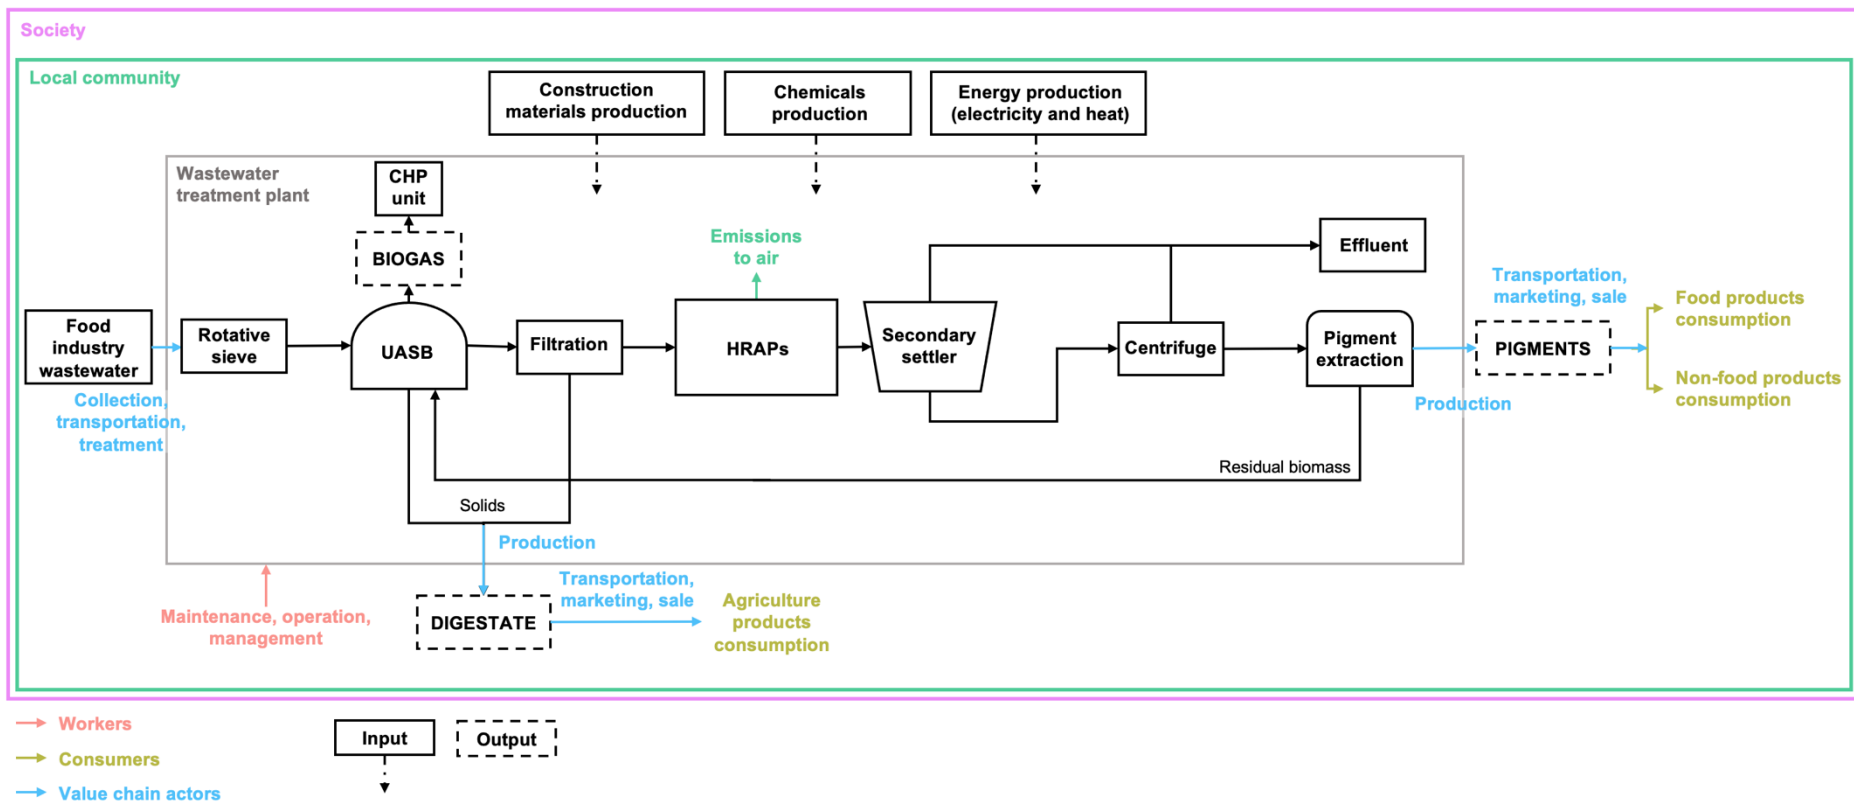 Society
Local community
Construction
materials production
Chemicals
production
Energy production
(electricity and heat)
Wastewater
treatment plant
CHP
unit
BIOGAS
Emissions
to air
Effluent
Transportation,
marketing, sale
Food products
consumption
Food
industry
wastewater
Rotative
sieve
UASB
Filtration
HRAPs
Secondary
settler
Centrifuge
Pigment
extraction
PIGMENTS
Non-food products
consumption
Collection,
transportation,
treatment
Production
Residual biomass
Solids
Production
Transportation,
marketing, sale
Maintenance, operation,
management
DIGESTATE
Agriculture
products
consumption
Workers
Consumers
Value chain actors
Input
Output